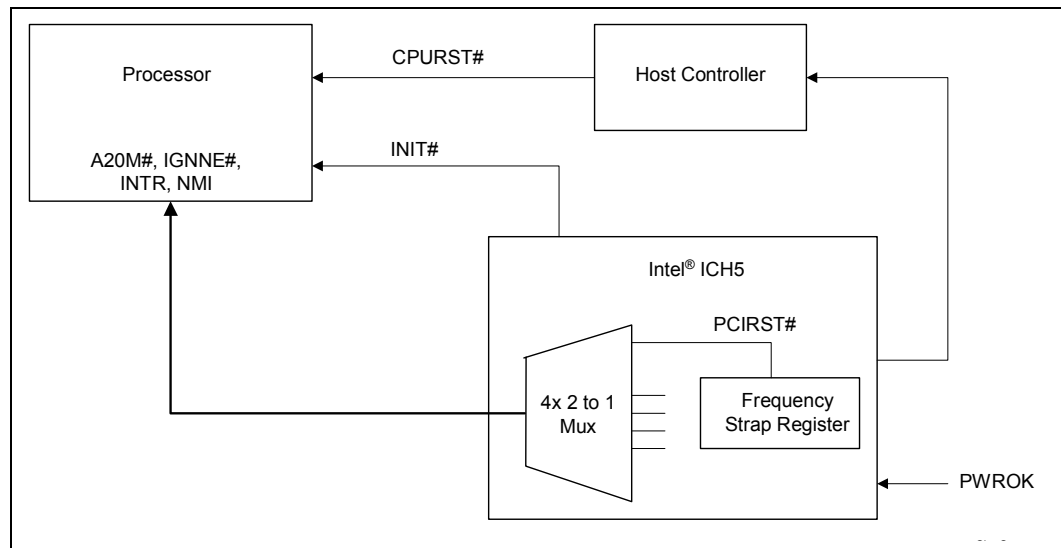 CPURST#
Processor
Host Controller
INIT#
A20M#, IGNNE#,
INTR, NMI
Intel® ICH5
PCIRST#
4x 2 to 1
Mux
Frequency
Strap Register
PWROK